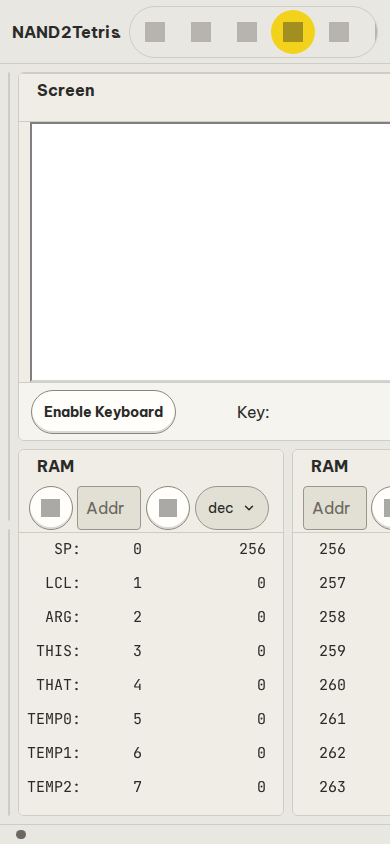 NAND2Tetris
Screen
Enable Keyboard Key:
RAM
Addr dec
SP: 0 256
LCL: 1 0
ARG: 2 0
THIS: 3 0
THAT: 4 0
TEMP0: 5 0
TEMP1: 6 0
TEMP2: 7 0
RAM
Addr
256
257
258
259
260
261
262
263